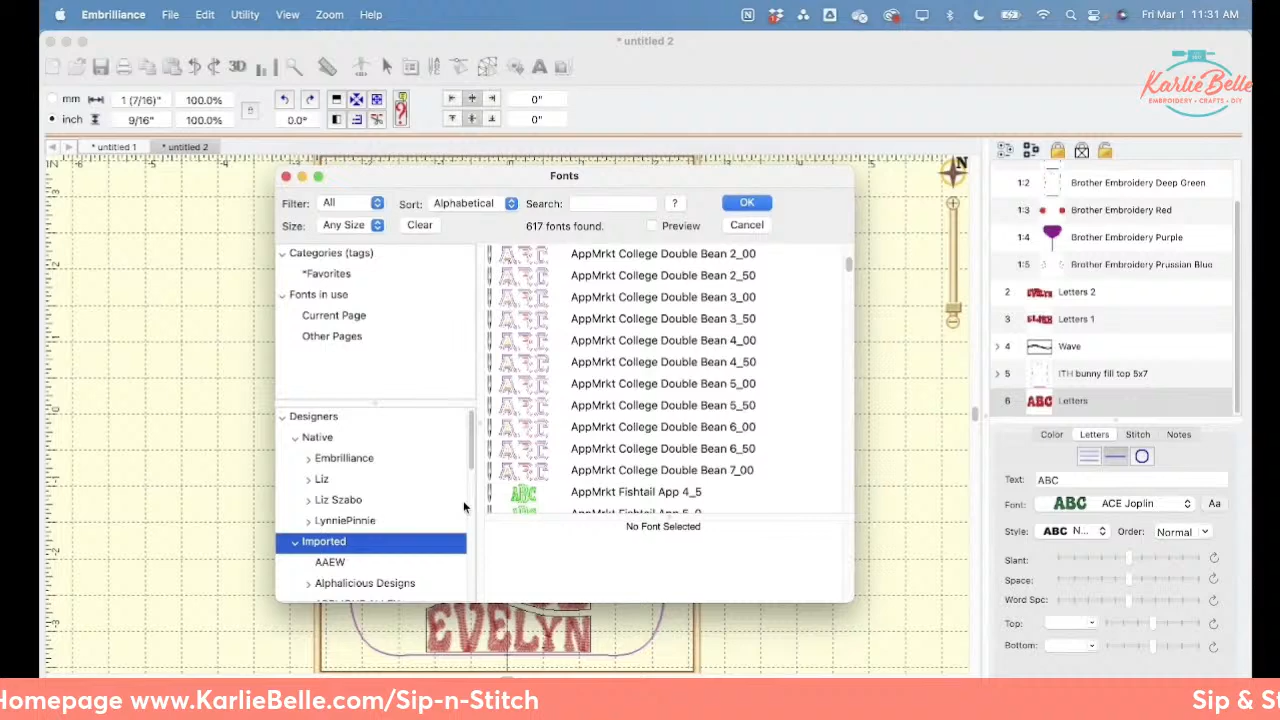 Embrilliance File Edit Utility View Zoom Help
Fri Mar 1 11:31 AM
* untitled 2
KarlieBelle
EMBROIDERY • CRAFTS • DIY
3D
mm 1 (7/16)" 100.0%
inch 9/16" 100.0%
0.0°
0"
0"
* untitled 1 * untitled 2
N
Fonts
Filter: All Sort: Alphabetical Search: ? OK
Size: Any Size Clear 617 fonts found. Preview Cancel
Categories (tags)
*Favorites
Fonts in use
Current Page
Other Pages
Designers
Native
Embrilliance
Liz
Liz Szabo
LynniePinnie
Imported
AAEW
Alphalicious Designs
AppMrkt College Double Bean 2_00
AppMrkt College Double Bean 2_50
AppMrkt College Double Bean 3_00
AppMrkt College Double Bean 3_50
AppMrkt College Double Bean 4_00
AppMrkt College Double Bean 4_50
AppMrkt College Double Bean 5_00
AppMrkt College Double Bean 5_50
AppMrkt College Double Bean 6_00
AppMrkt College Double Bean 6_50
AppMrkt College Double Bean 7_00
AppMrkt Fishtail App 4_5
No Font Selected
EVELYN
1:2 Brother Embroidery Deep Green
1:3 Brother Embroidery Red
1:4 Brother Embroidery Purple
1:5 Brother Embroidery Prussian Blue
2 Letters 2
3 Letters 1
4 Wave
5 ITH bunny fill top 5x7
6 ABC Letters
Color Letters Stitch Notes
Text: ABC
Font: ABC ACE Joplin Aa
Style: ABC N... Order: Normal
Slant:
Space:
Word Spc:
Top:
Bottom:
Homepage www.KarlieBelle.com/Sip-n-Stitch
Sip & St